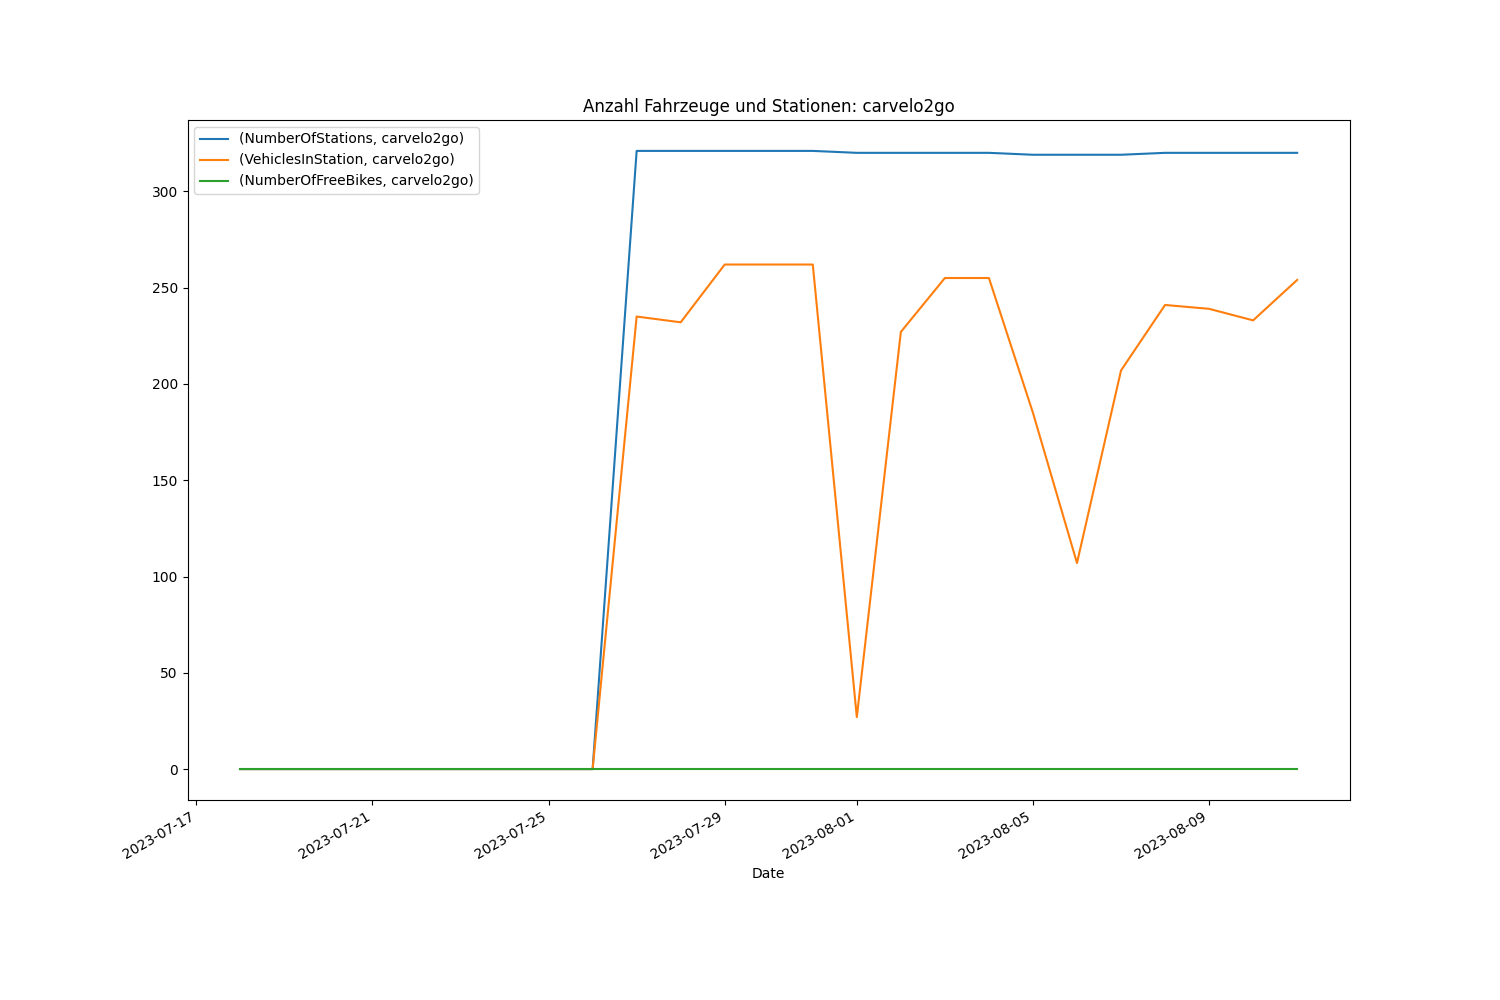 Anzahl Fahrzeuge und Stationen: carvelo2go
(NumberOfStations, carvelo2go)
(VehiclesInStation, carvelo2go)
(NumberOfFreeBikes, carvelo2go)
300
250
200
150
100
50
0
2023-07-17
2023-07-21
2023-07-25
2023-07-29
2023-08-01
2023-08-05
2023-08-09
Date